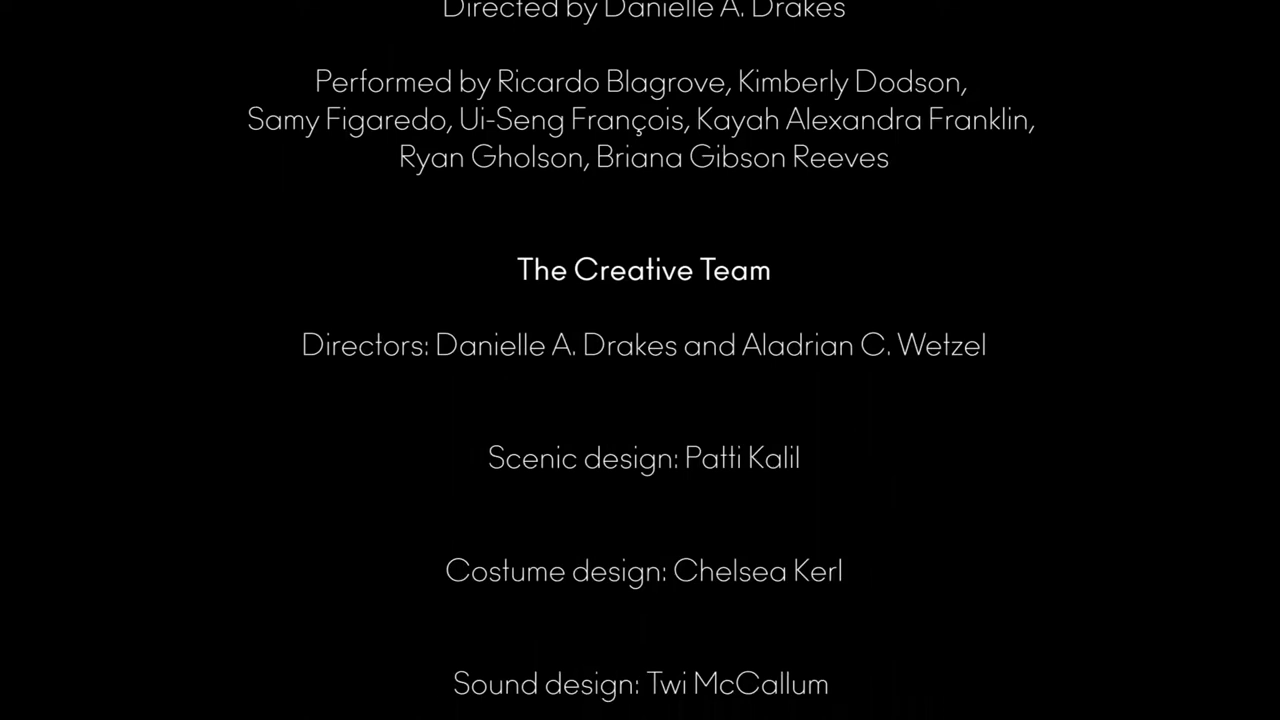 Directed by Danielle A. Drakes
Performed by Ricardo Blagrove, Kimberly Dodson,
Samy Figaredo, Ui-Seng François, Kayah Alexandra Franklin,
Ryan Gholson, Briana Gibson Reeves
The Creative Team
Directors: Danielle A. Drakes and Aladrian C. Wetzel
Scenic design: Patti Kalil
Costume design: Chelsea Kerl
Sound design: Twi McCallum